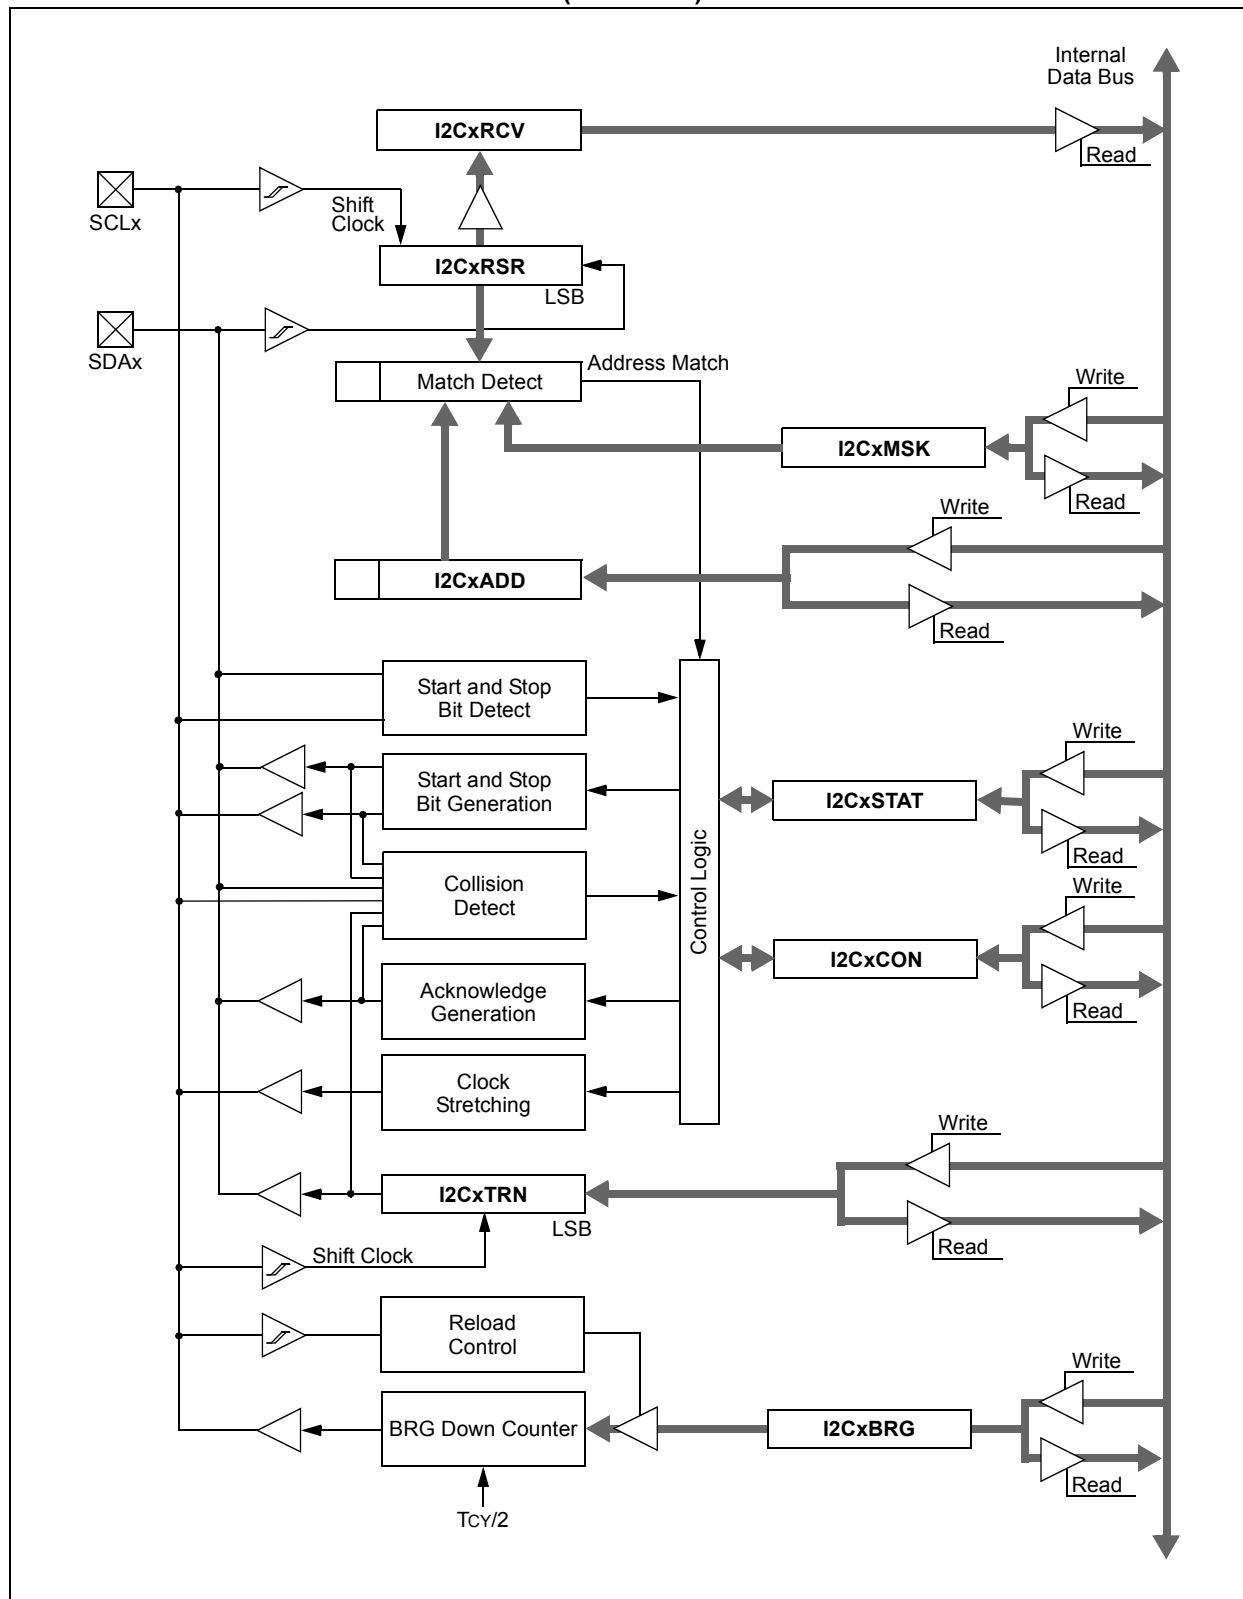 Internal
Data Bus
I2CxRCV
Read
SCLx
Shift
Clock
I2CxRSR
LSB
SDAx
Address Match
Match Detect
Write
I2CxMSK
Read
Write
I2CxADD
Read
Start and Stop
Bit Detect
Write
Start and Stop
Bit Generation
I2CxSTAT
Read
Control Logic
Collision
Detect
Write
I2CxCON
Acknowledge
Generation
Read
Clock
Stretching
Write
I2CxTRN
LSB
Read
Shift Clock
Reload
Control
Write
BRG Down Counter
I2CxBRG
Read
TCY/2